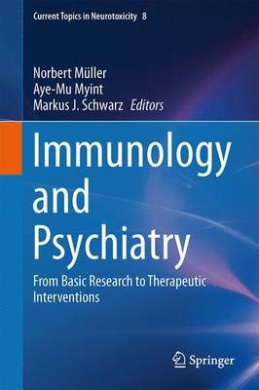 Current Topics in Neurotoxicity 8
Norbert Müller
Aye-Mu Myint
Markus J. Schwarz Editors
Immunology
and
Psychiatry
From Basic Research to Therapeutic
Interventions
Springer